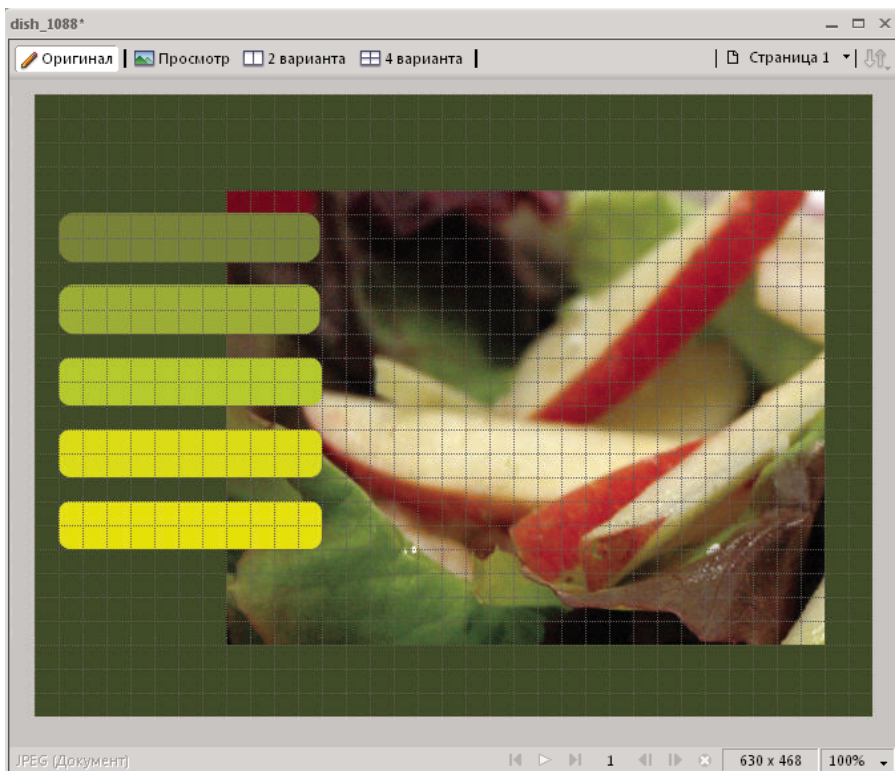 dish_1088*
Оригинал Просмотр 2 варианта 4 варианта Страница 1
JPEG (Документ) 1 630 x 468 100%